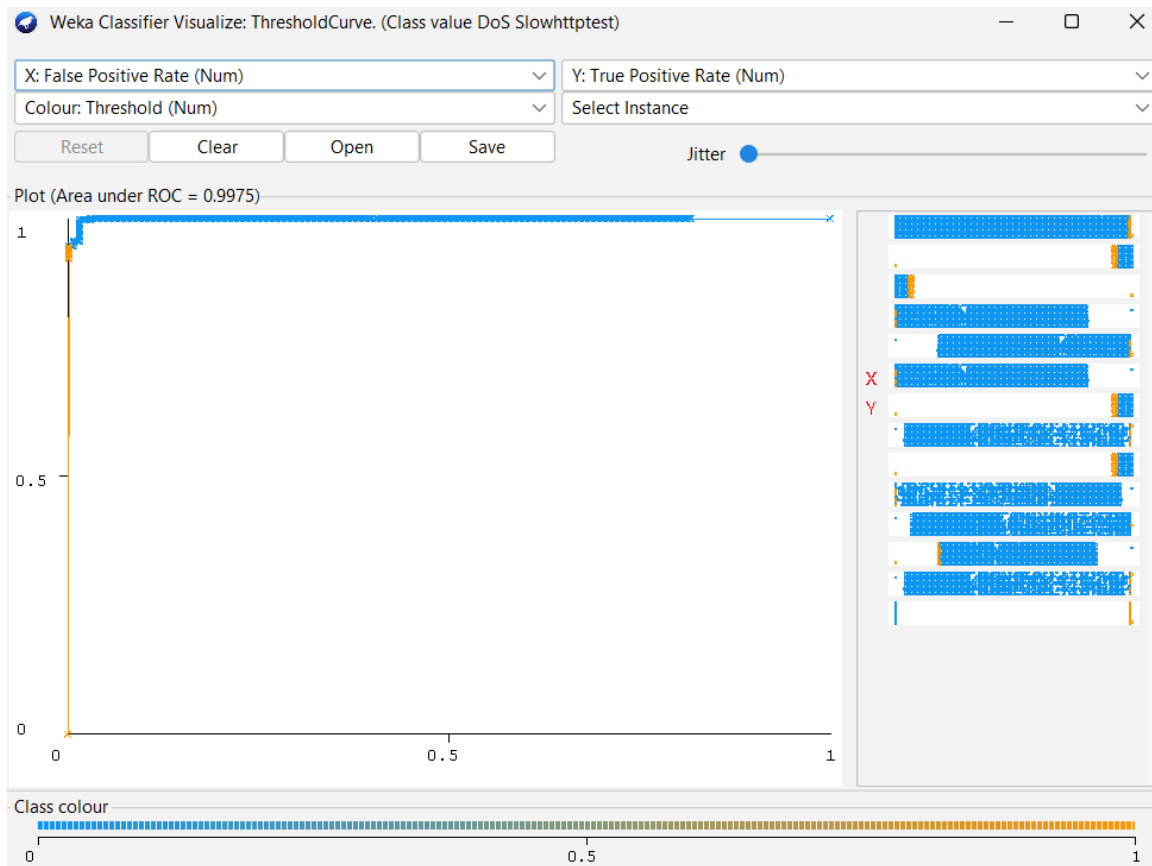 Weka Classifier Visualize: ThresholdCurve. (Class value DoS Slowhttptest)
X: False Positive Rate (Num) Y: True Positive Rate (Num)
Colour: Threshold (Num) Select Instance
Reset Clear Open Save Jitter
Plot (Area under ROC = 0.9975)
1
X
Y
0.5
0
0 0.5 1
Class colour
0 0.5 1